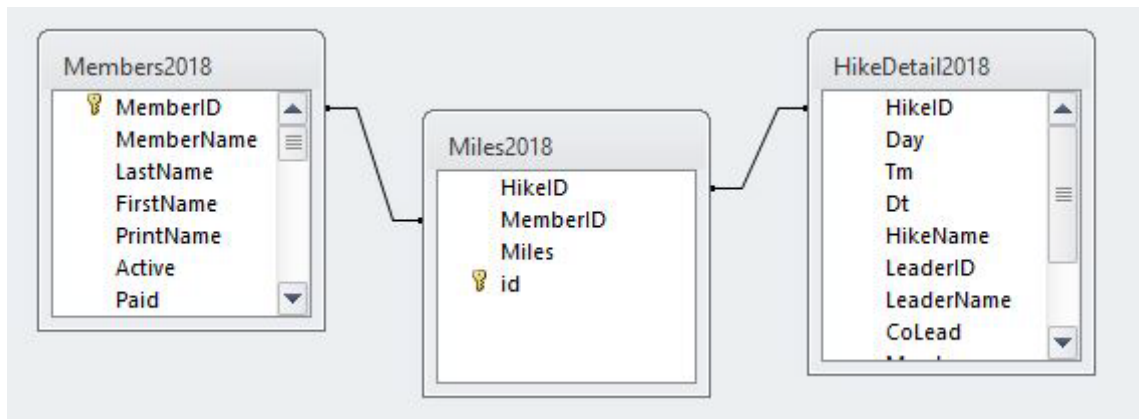 Members2018
MemberID
MemberName
LastName
FirstName
PrintName
Active
Paid
Miles2018
HikeID
MemberID
Miles
id
HikeDetail2018
HikeID
Day
Tm
Dt
HikeName
LeaderID
LeaderName
CoLead